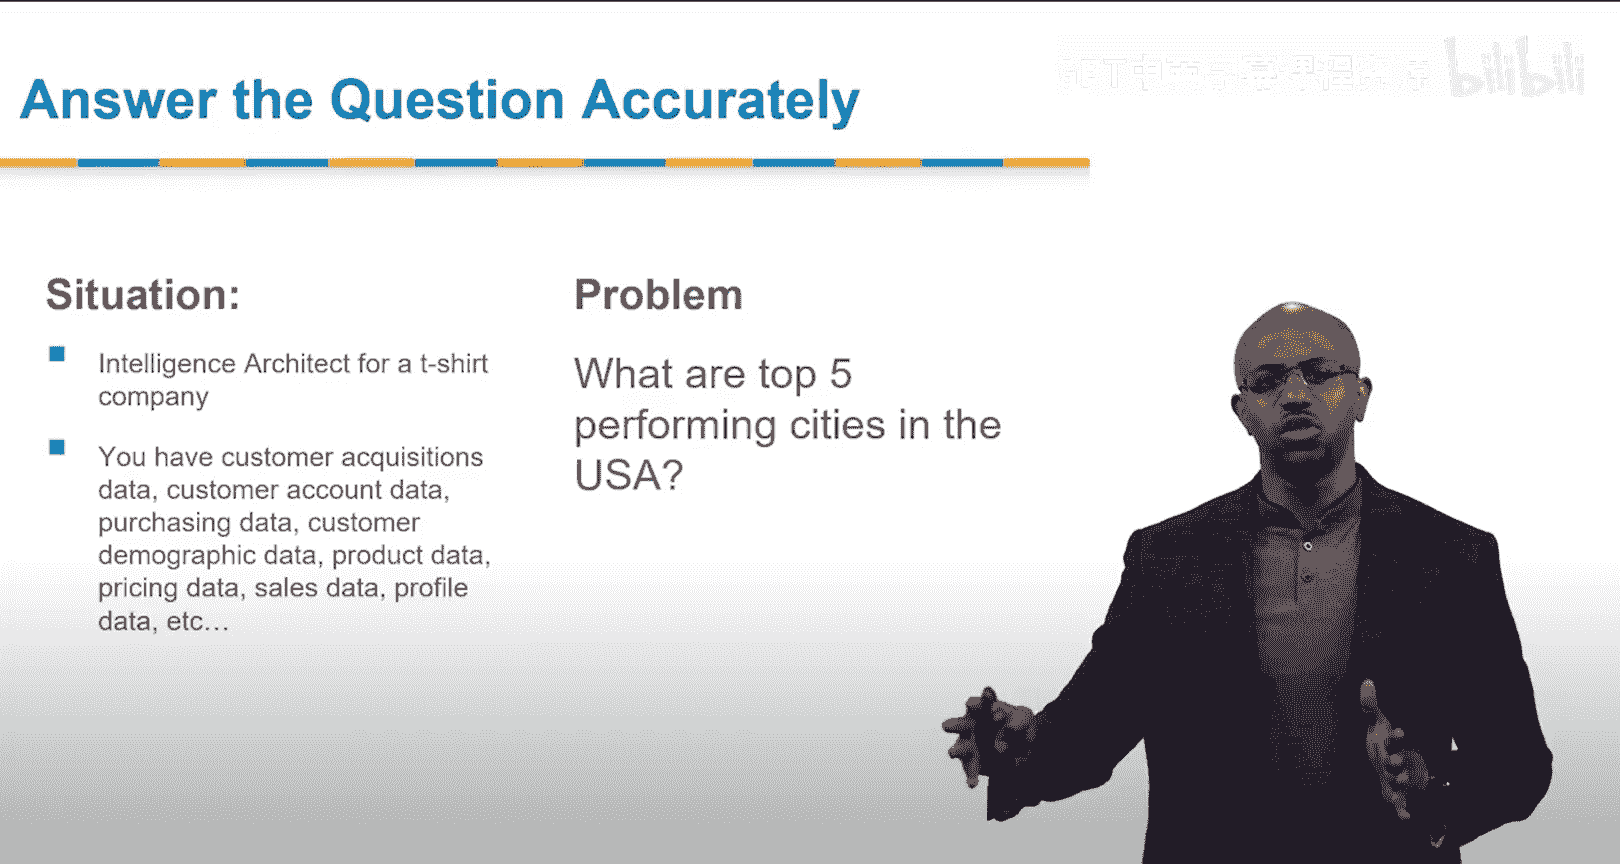 bilibili
Answer the Question Accurately
Situation:
Intelligence Architect for a t-shirt
company
You have customer acquisitions
data, customer account data,
purchasing data, customer
demographic data, product data,
pricing data, sales data, profile
data, etc…
Problem
What are top 5
performing cities in the
USA?